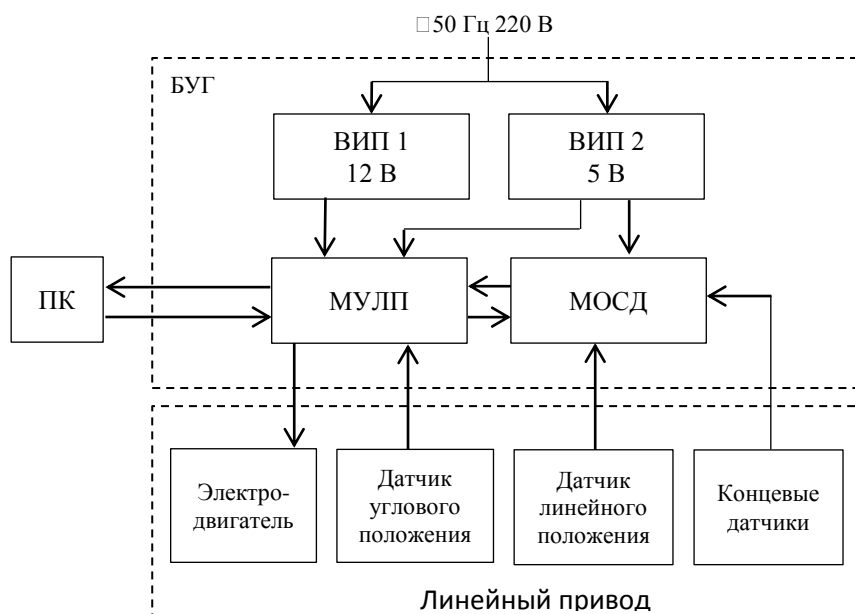 □50 Гц 220 В
БУГ
ВИП 1
12 В
ВИП 2
5 В
ПК
МУЛП
МОСД
Электро-
двигатель
Датчик
углового
положения
Датчик
линейного
положения
Концевые
датчики
Линейный привод